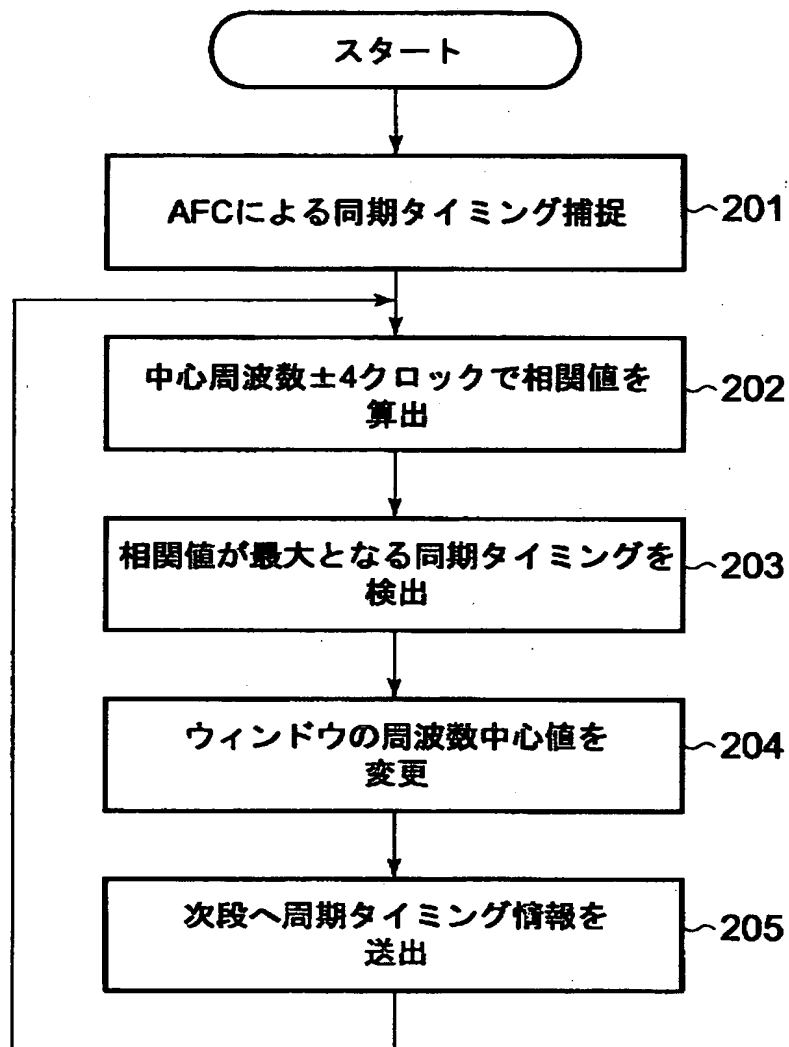 スタート
AFCによる同期タイミング捕捉
201
中心周波数±4クロックで相関値を
算出
202
相関値が最大となる同期タイミングを
検出
203
ウィンドウの周波数中心値を
変更
204
次段へ周期タイミング情報を
送出
205